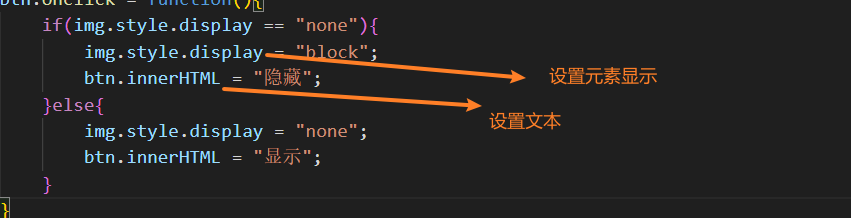 btn.onclick = function(){
if(img.style.display == "none"){
img.style.display = "block";
btn.innerHTML = "隐藏";
}else{
img.style.display = "none";
btn.innerHTML = "显示";
}
}
设置元素显示
设置文本